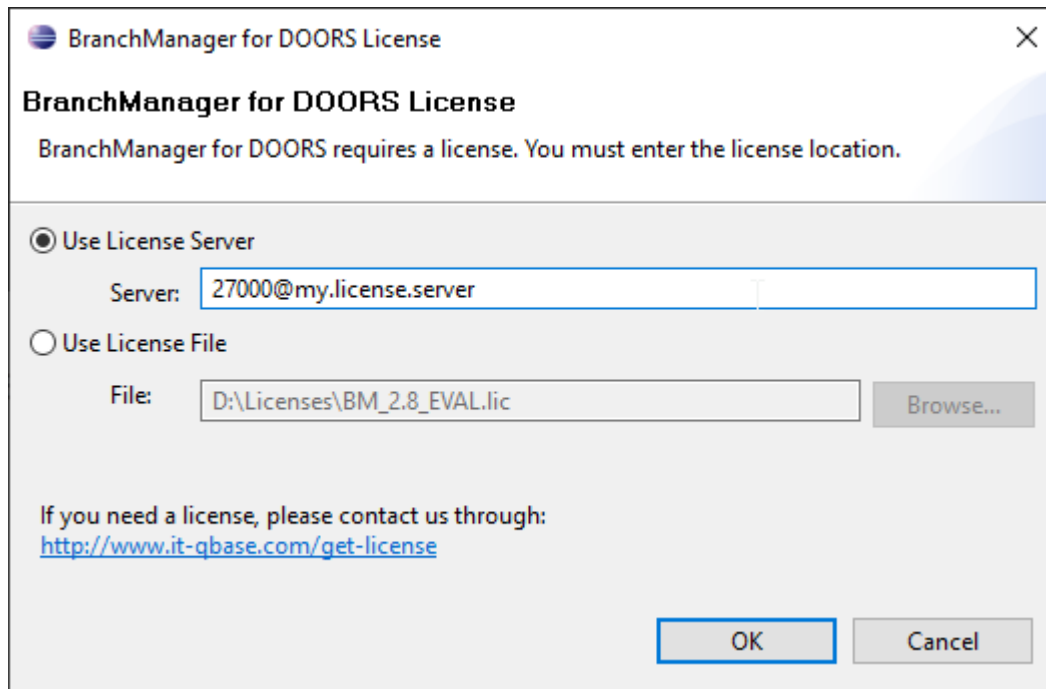 BranchManager for DOORS License
BranchManager for DOORS License
BranchManager for DOORS requires a license. You must enter the license location.
Use License Server
Server: 27000@my.license.server
Use License File
File: D:\Licenses\BM_2.8_EVAL.lic Browse...
If you need a license, please contact us through:
http://www.it-qbase.com/get-license
OK Cancel